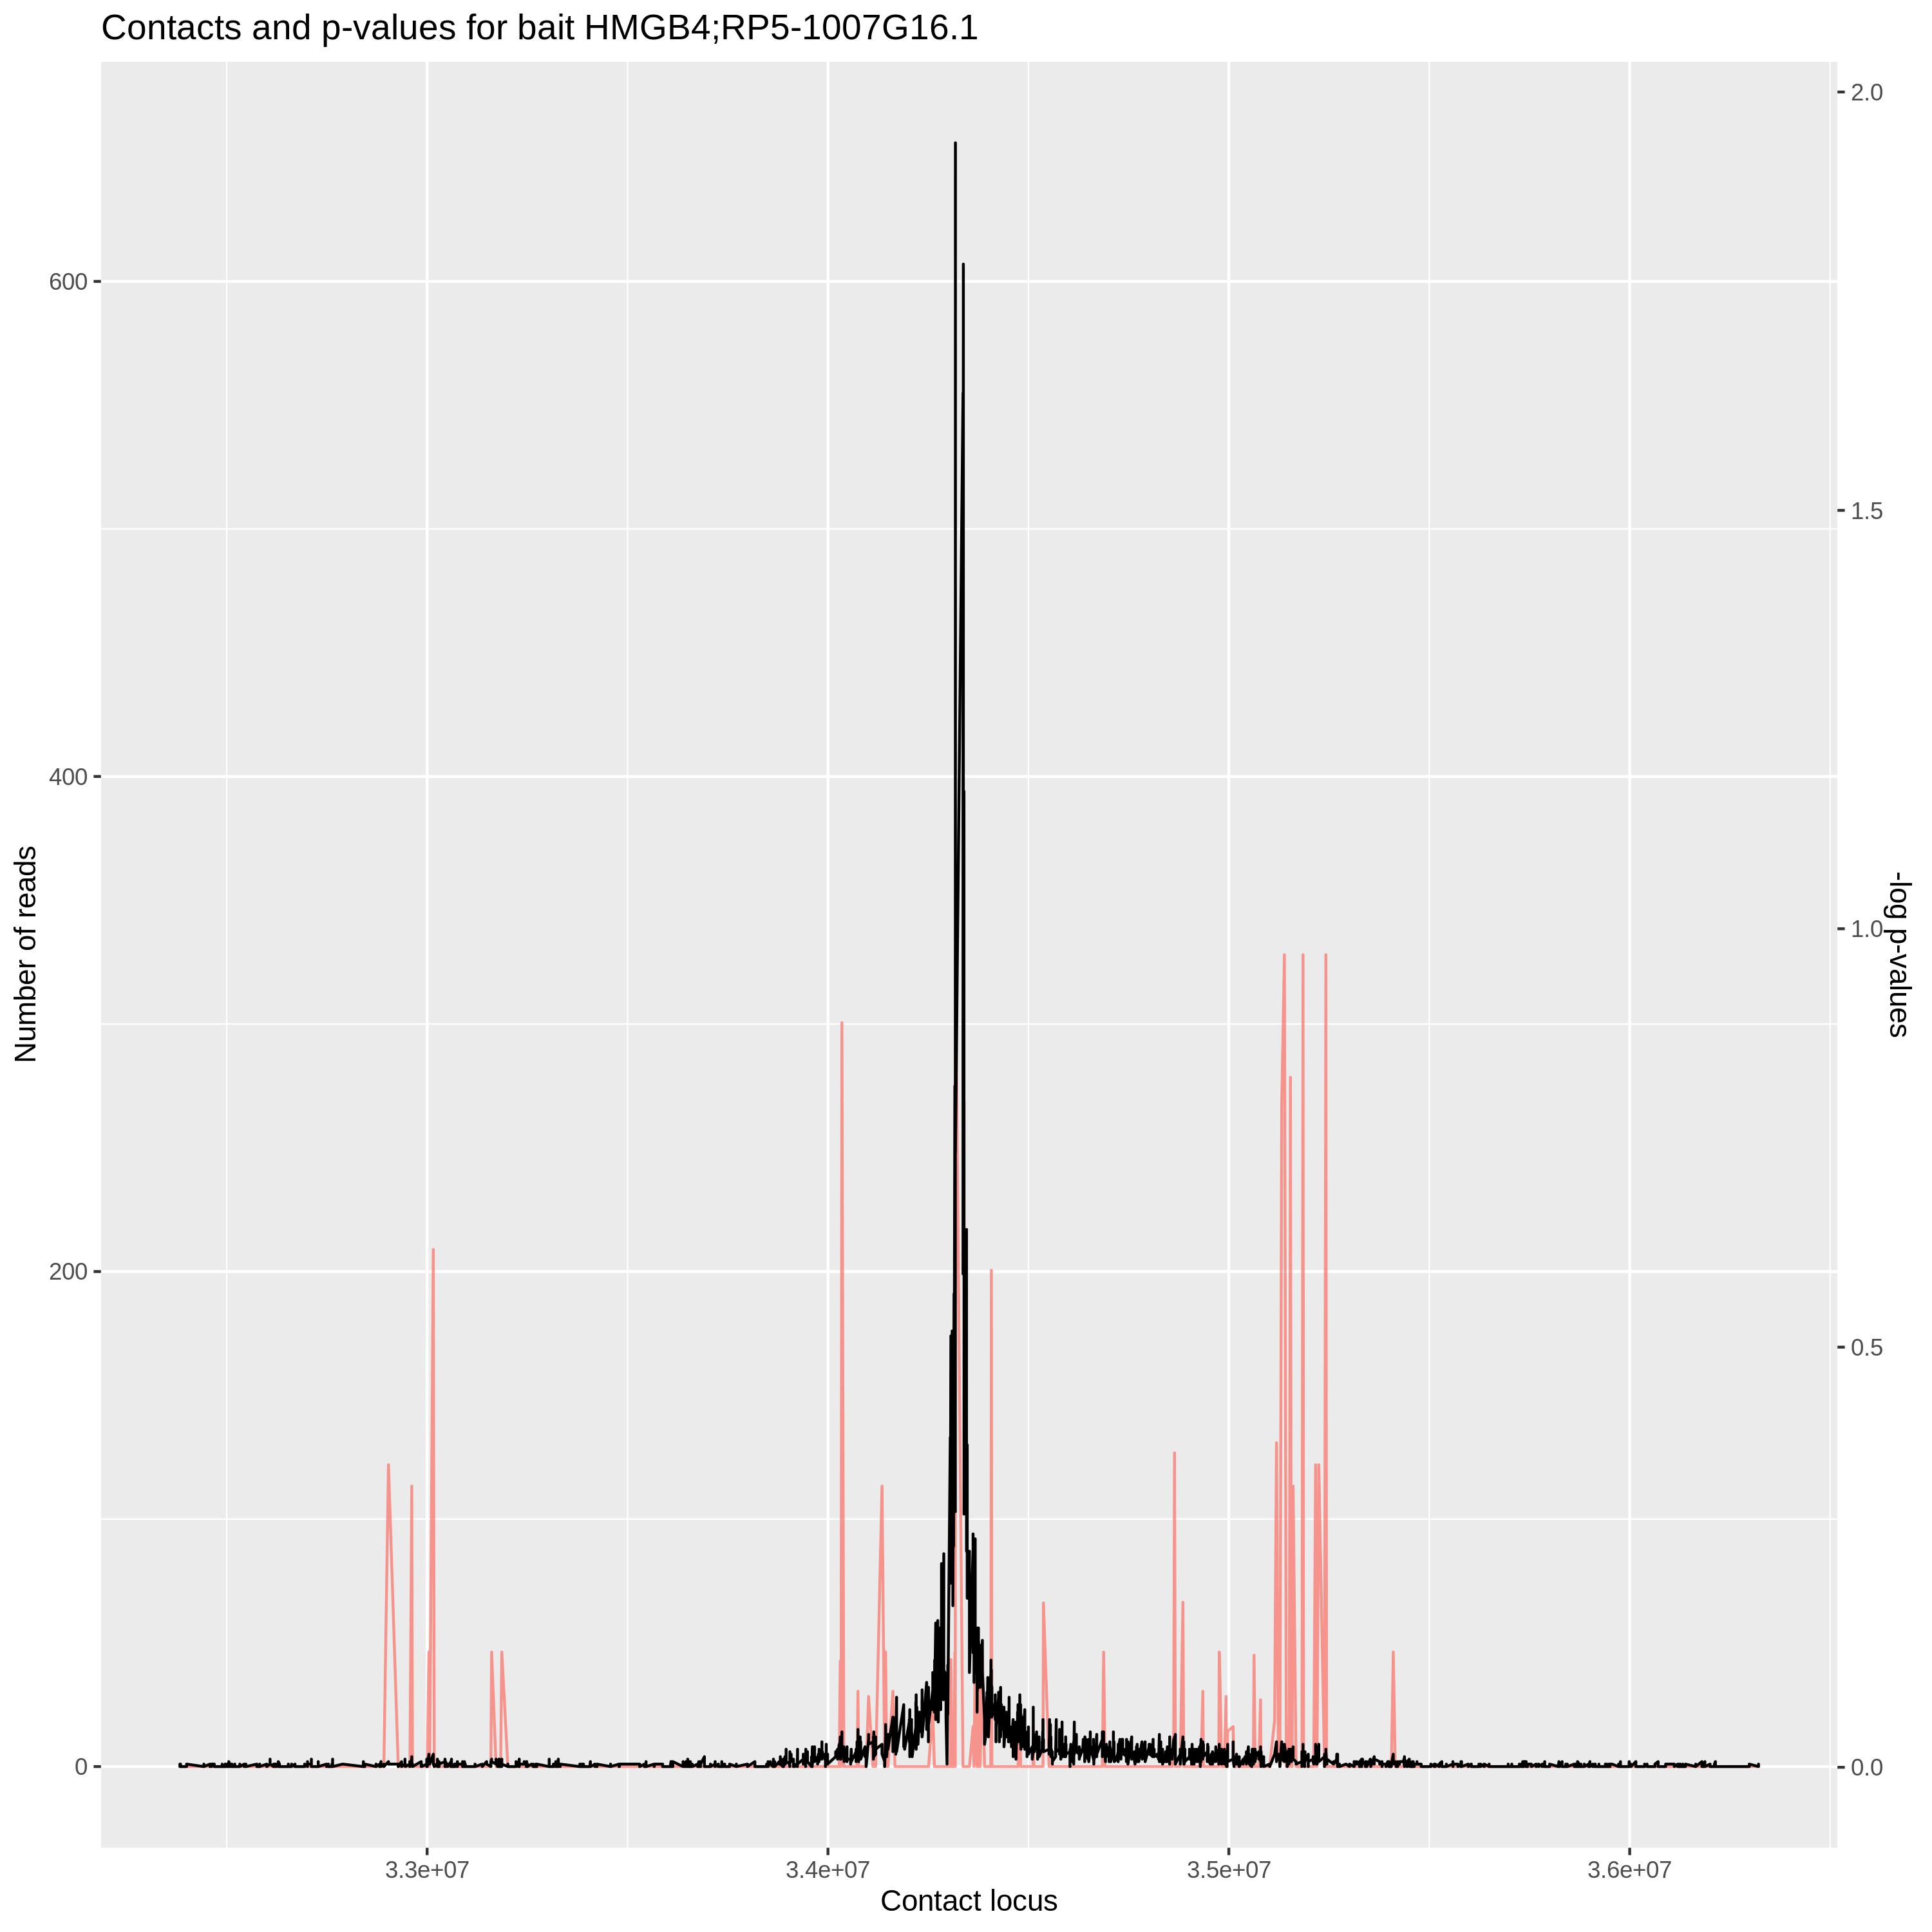 Contacts and p-values for bait HMGB4;RP5-1007G16.1
Number of reads
600
400
200
0
2.0
1.5
1.0
0.5
0.0
-log p-values
3.3e+07
3.4e+07
3.5e+07
3.6e+07
Contact locus